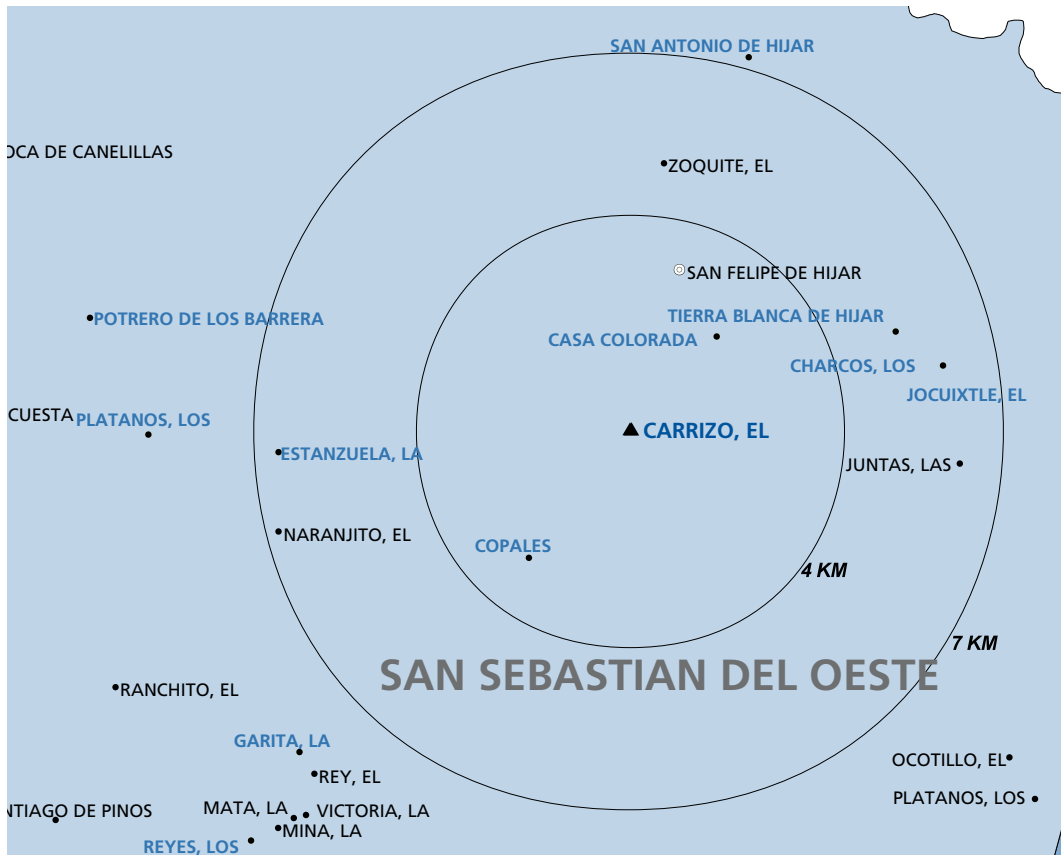 SAN ANTONIO DE HIJAR
OCA DE CANELILLAS
ZOQUITE, EL
SAN FELIPE DE HIJAR
POTRERO DE LOS BARRERA
TIERRA BLANCA DE HIJAR
CASA COLORADA
CHARCOS, LOS
JOCUIXTLE, EL
CUESTA
PLATANOS, LOS
CARRIZO, EL
ESTANZUELA, LA
JUNTAS, LAS
NARANJITO, EL
COPALES
4 KM
7 KM
SAN SEBASTIAN DEL OESTE
RANCHITO, EL
GARITA, LA
OCOTILLO, EL
REY, EL
PLATANOS, LOS
NTIAGO DE PINOS
MATA, LA
VICTORIA, LA
MINA, LA
REYES, LOS